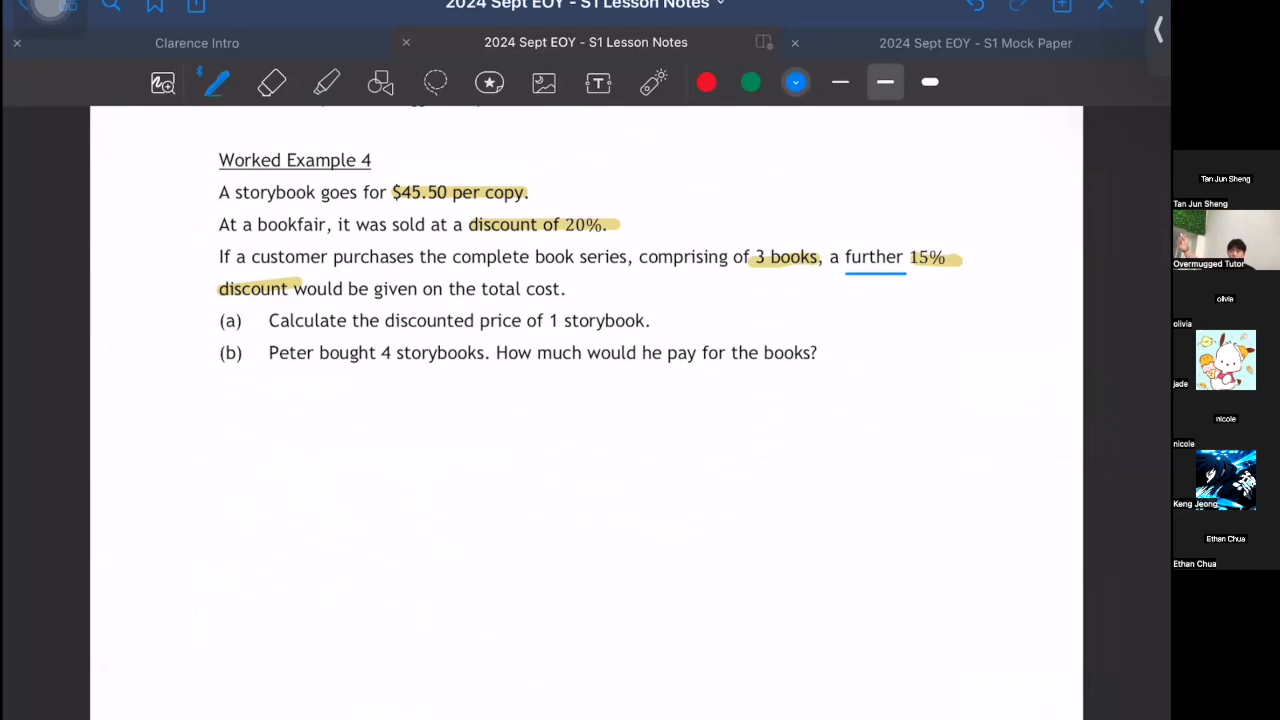 2024 Sept EOY - S1 Lesson Notes
Clarence Intro
2024 Sept EOY - S1 Lesson Notes
2024 Sept EOY - S1 Mock Paper
Worked Example 4
A storybook goes for $45.50 per copy.
At a bookfair, it was sold at a discount of 20%.
If a customer purchases the complete book series, comprising of 3 books, a further 15%
discount would be given on the total cost.
(a) Calculate the discounted price of 1 storybook.
(b) Peter bought 4 storybooks. How much would he pay for the books?
Tan Jun Sheng
Tan Jun Sheng
Overmugged Tutor
olivia
olivia
jade
nicole
nicole
Keng Jeong
Ethan Chua
Ethan Chua